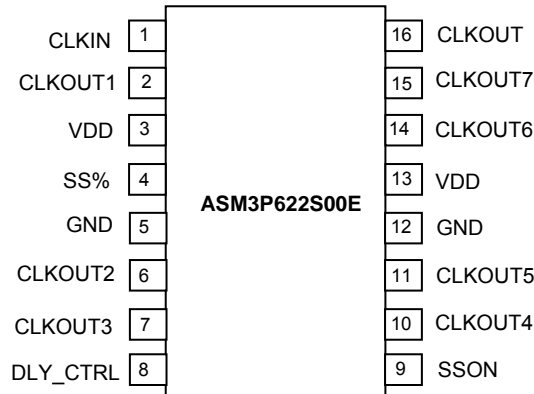 CLKIN 1 16 CLKOUT
CLKOUT1 2 15 CLKOUT7
VDD 3 14 CLKOUT6
SS% 4 13 VDD
ASM3P622S00E
GND 5 12 GND
CLKOUT2 6 11 CLKOUT5
CLKOUT3 7 10 CLKOUT4
DLY_CTRL 8 9 SSON